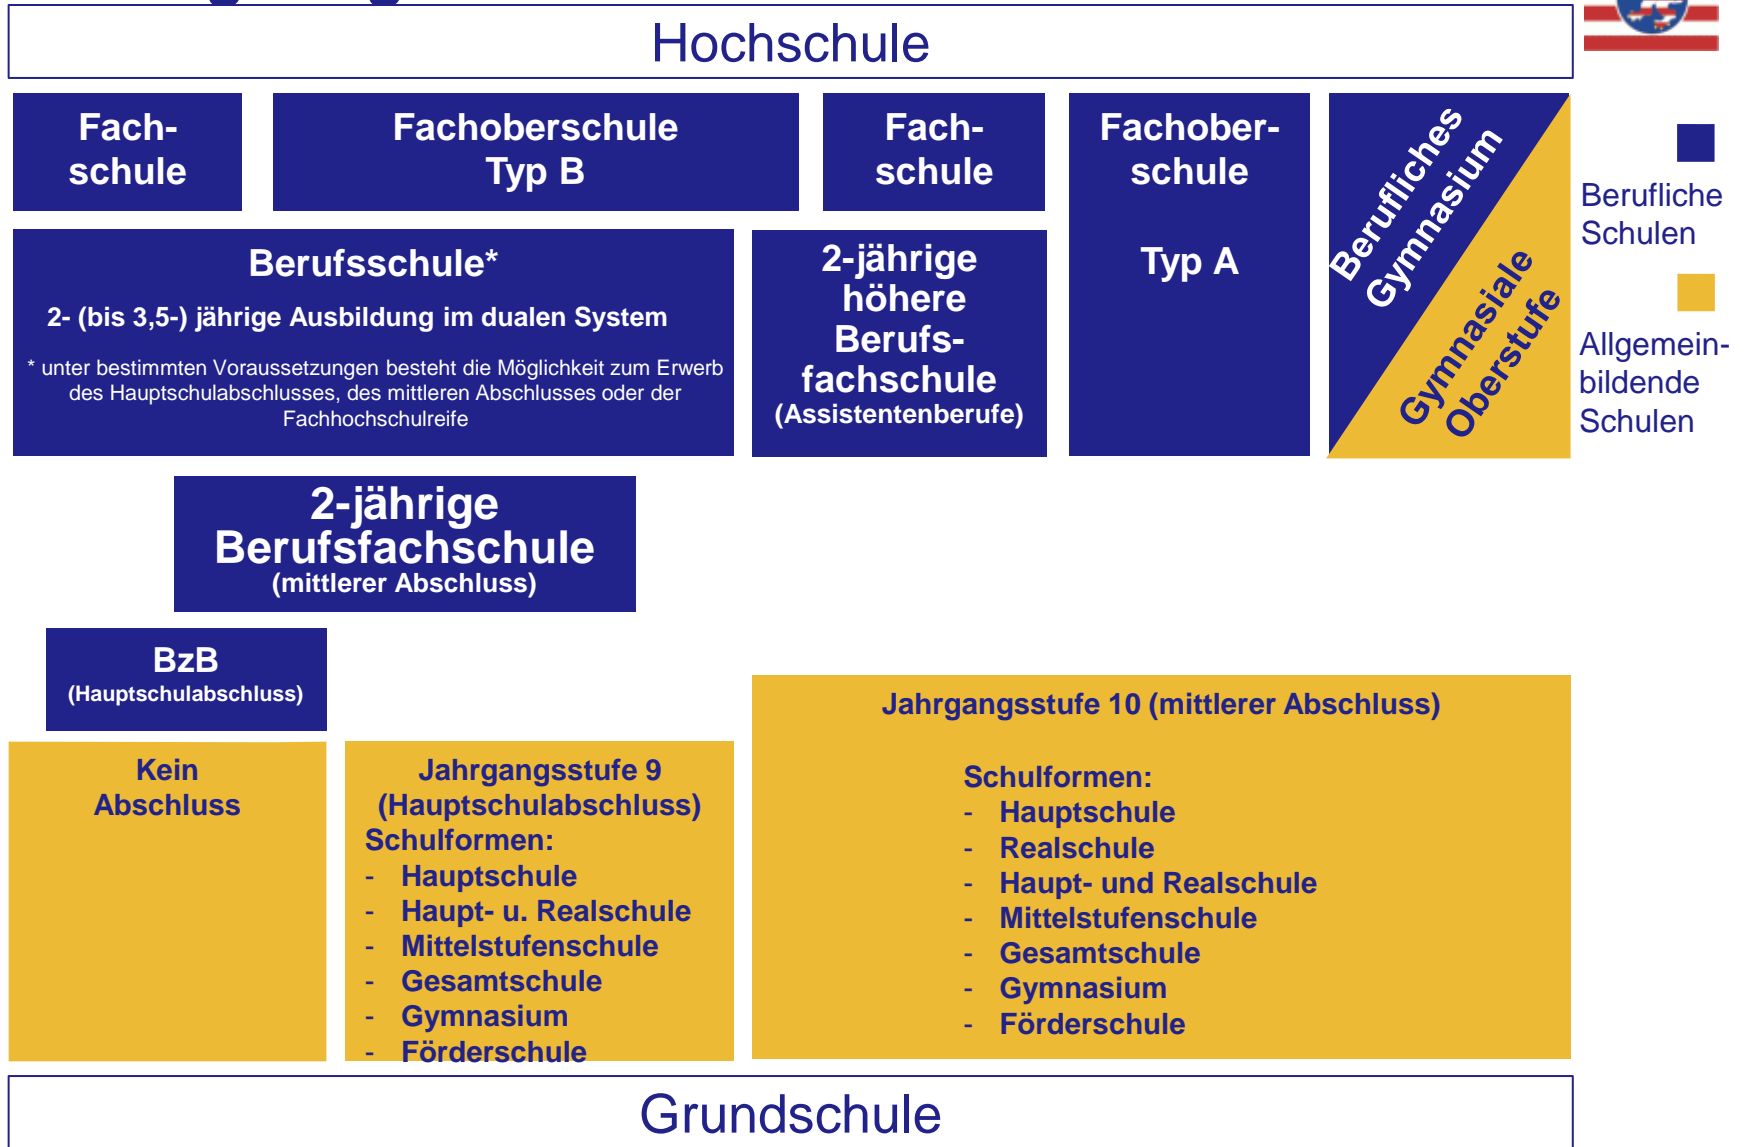 Hochschule
Fach-
schule
Fachoberschule
Typ B
Fach-
schule
Fachober-
schule
Typ A
Berufliches
Gymnasium
Gymnasiale
Oberstufe
Berufliche
Schulen
Allgemein-
bildende
Schulen
Berufsschule*
2- (bis 3,5-) jährige Ausbildung im dualen System
* unter bestimmten Voraussetzungen besteht die Möglichkeit zum Erwerb
des Hauptschulabschlusses, des mittleren Abschlusses oder der
Fachhochschulreife
2-jährige
höhere
Berufs-
fachschule
(Assistentenberufe)
2-jährige
Berufsfachschule
(mittlerer Abschluss)
BzB
(Hauptschulabschluss)
Kein
Abschluss
Jahrgangsstufe 9
(Hauptschulabschluss)
Schulformen:
- Hauptschule
- Haupt- u. Realschule
- Mittelstufenschule
- Gesamtschule
- Gymnasium
- Förderschule
Jahrgangsstufe 10 (mittlerer Abschluss)
Schulformen:
- Hauptschule
- Realschule
- Haupt- und Realschule
- Mittelstufenschule
- Gesamtschule
- Gymnasium
- Förderschule
Grundschule